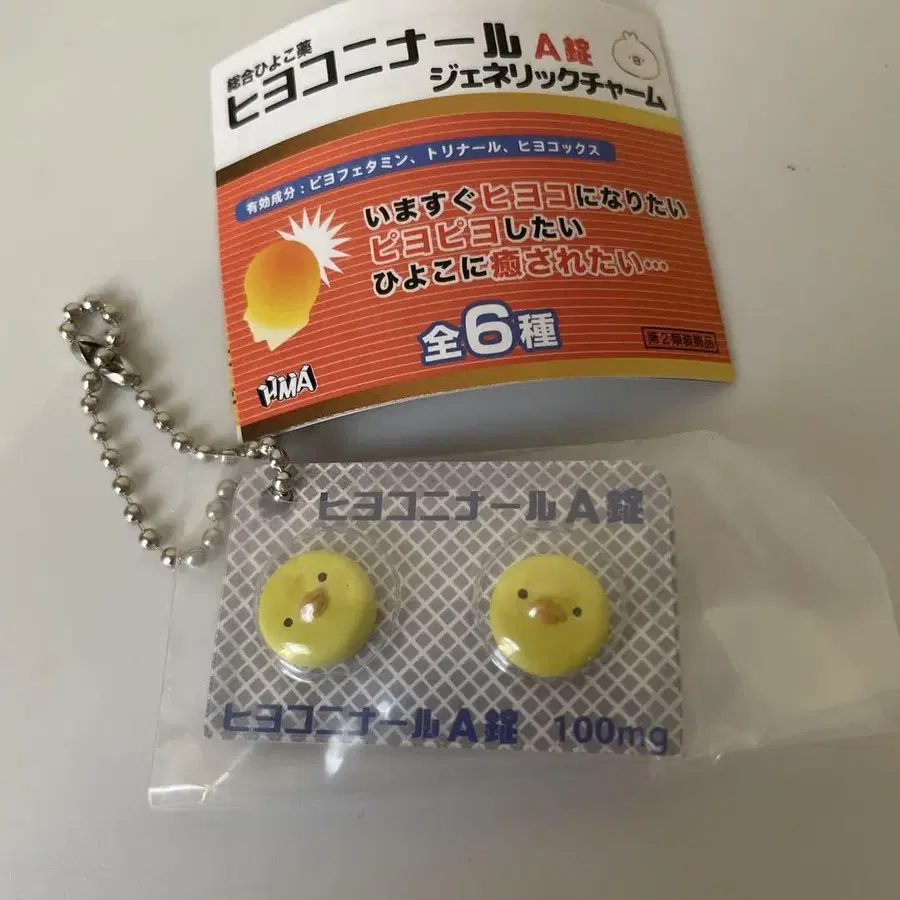 総合ひよこ薬
ヒヨコニナール A錠
ジェネリックチャーム
有効成分：ピヨフェタミン、トリナール、ヒヨコックス
いますぐヒヨコになりたい
ピヨピヨしたい
ひよこに癒されたい…
全6種
第2類装飾品
HMA
ヒヨコニナールA錠
ヒヨコニナールA錠 100mg